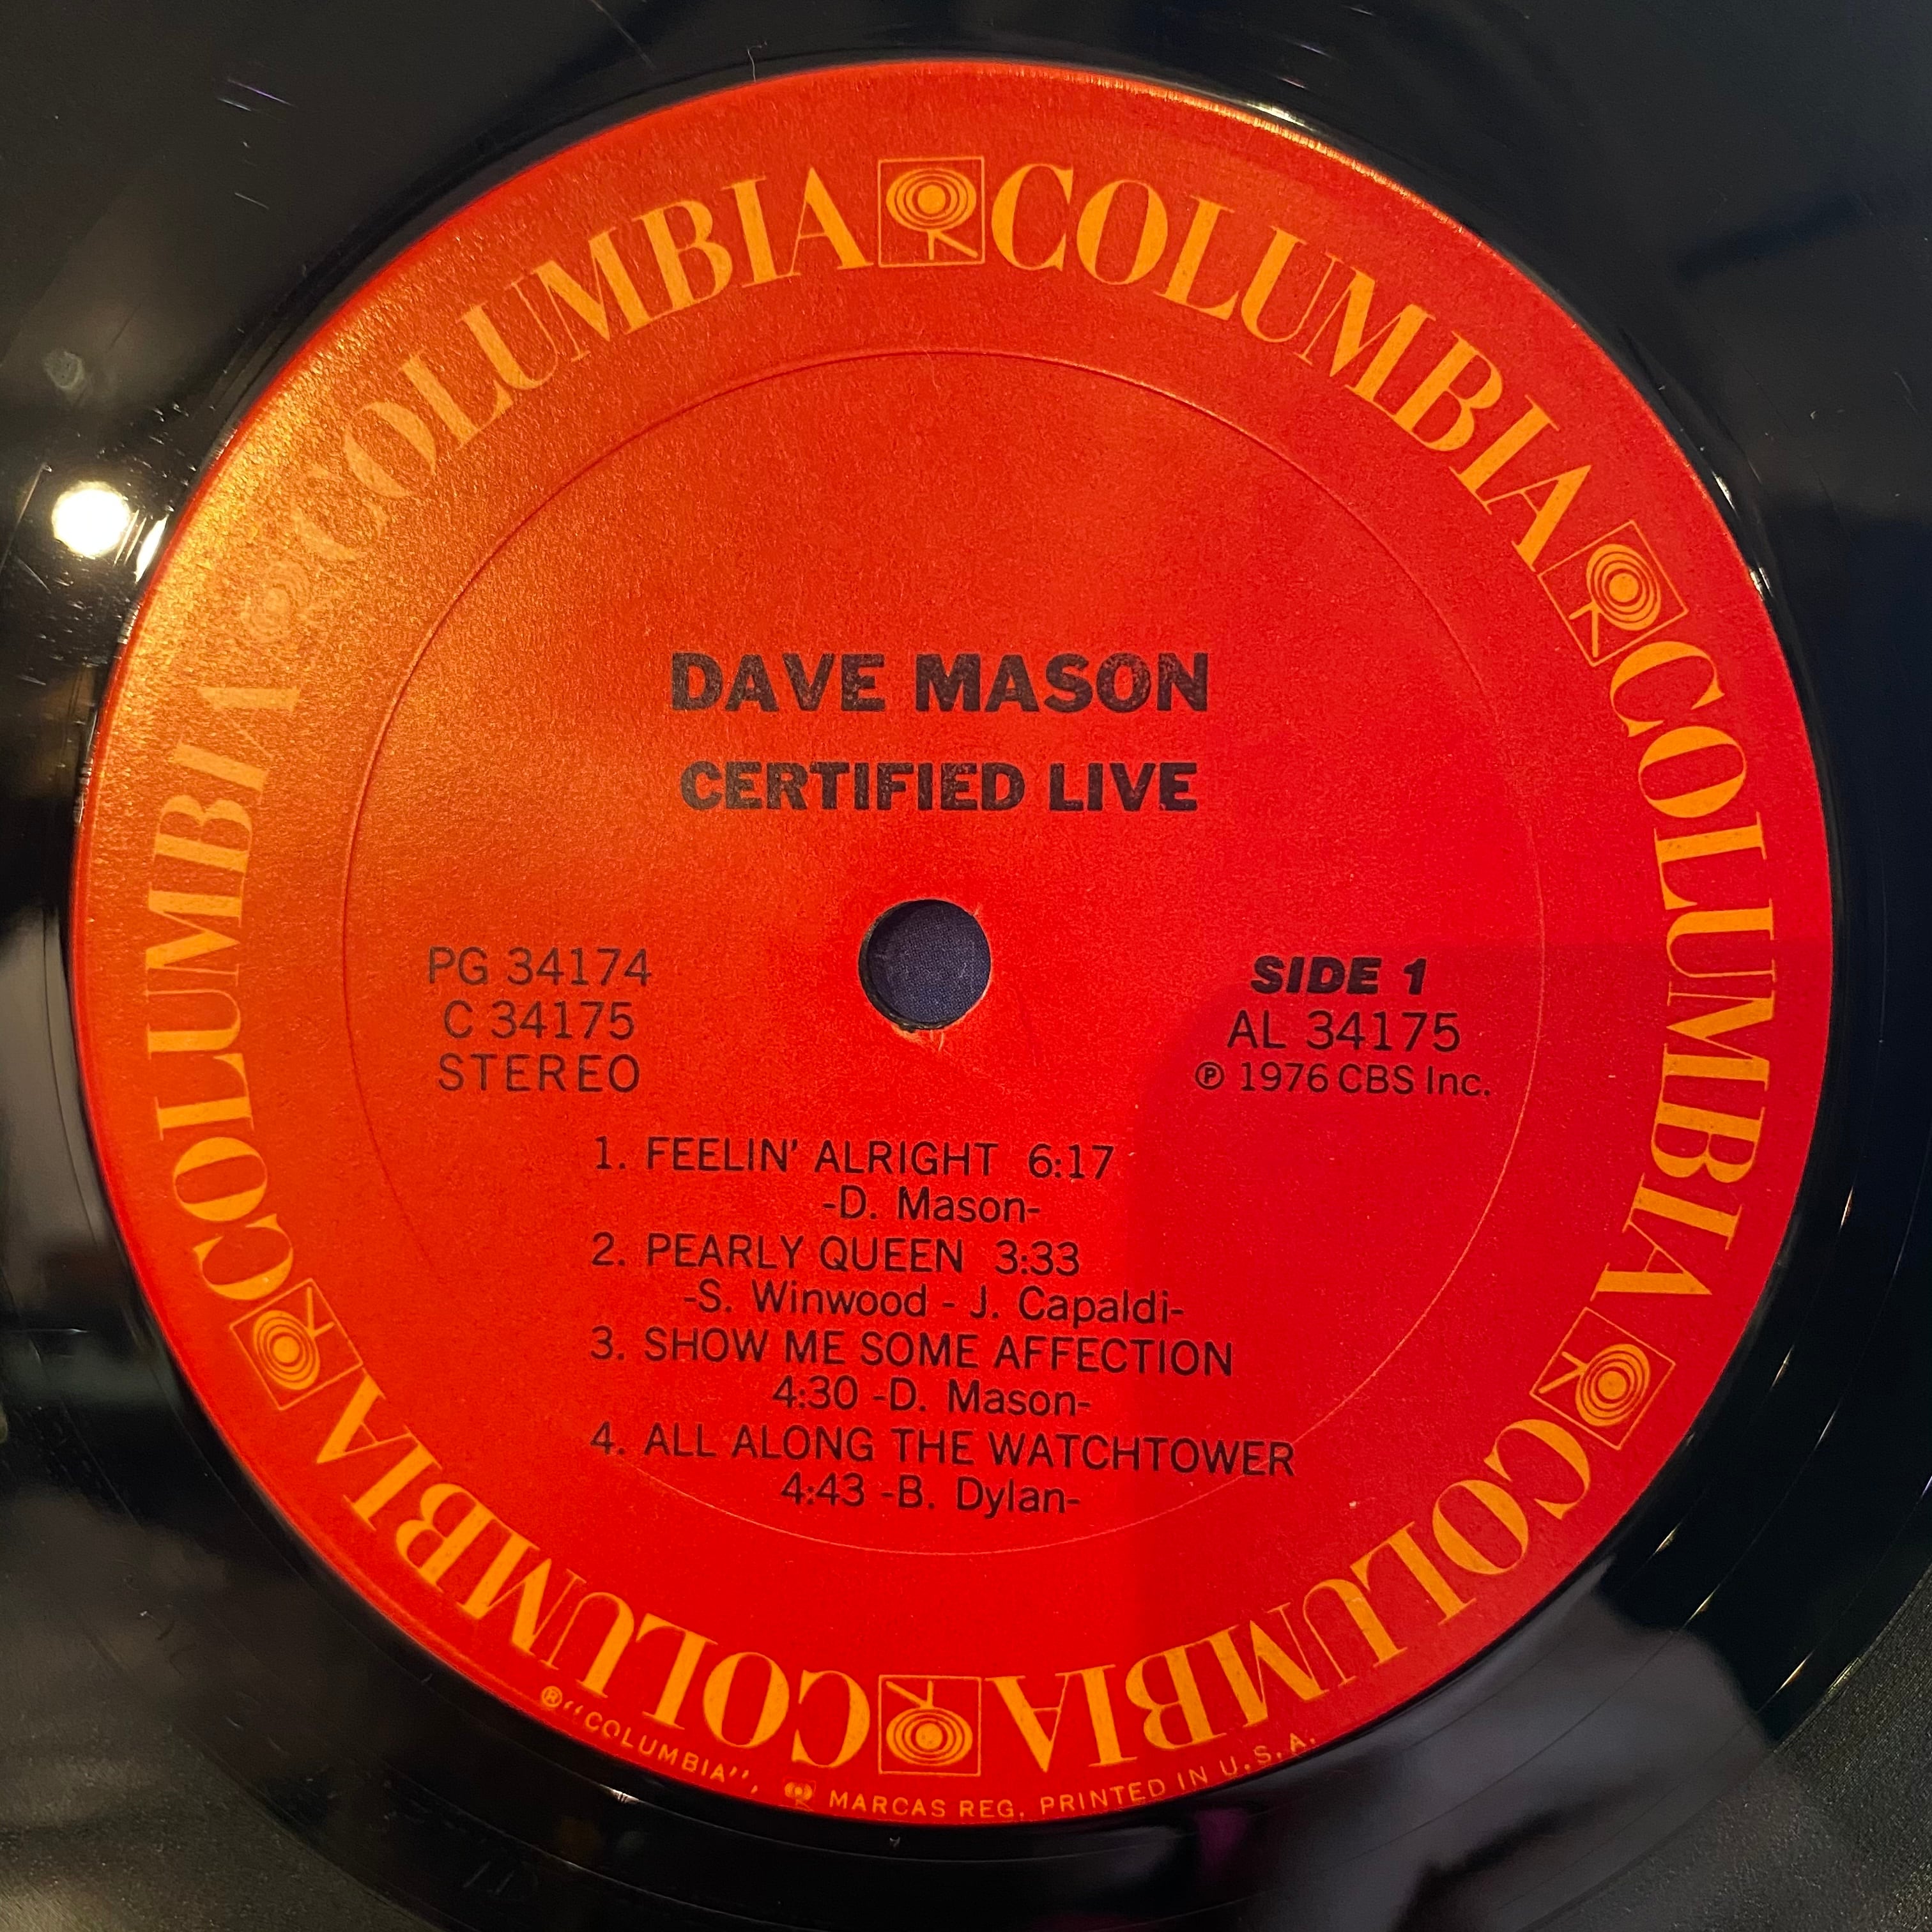 COLUMBIA COLUMBIA COLUMBIA COLUMBIA COLUMBIA COLUMBIA
DAVE MASON
CERTIFIED LIVE
PG 34174
C 34175
STEREO
SIDE 1
AL 34175
℗ 1976 CBS Inc.
1. FEELIN' ALRIGHT 6:17
-D. Mason-
2. PEARLY QUEEN 3:33
-S. Winwood - J. Capaldi-
3. SHOW ME SOME AFFECTION
4:30 -D. Mason-
4. ALL ALONG THE WATCHTOWER
4:43 -B. Dylan-
® "COLUMBIA", MARCAS REG. PRINTED IN U.S.A.